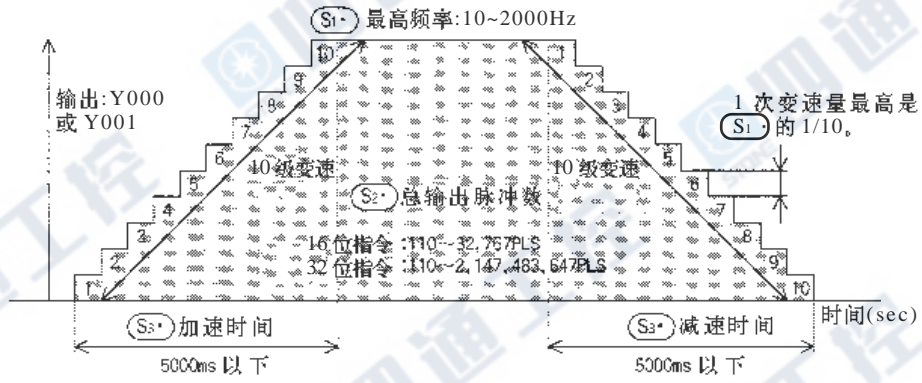 S1· 最高频率:10~2000Hz
输出:Y000
或 Y001
10
9
8
7
6
5
4
3
2
1
1
2
3
4
5
6
7
8
9
10
1 次变速量最高是
S1· 的 1/10。
10级变速
10级变速
S2· 总输出脉冲数
16 位指令:110~32,767PLS
32 位指令:110~2,147,483,647PLS
S3· 加速时间
S3· 减速时间
时间(sec)
5000ms 以下
5000ms 以下